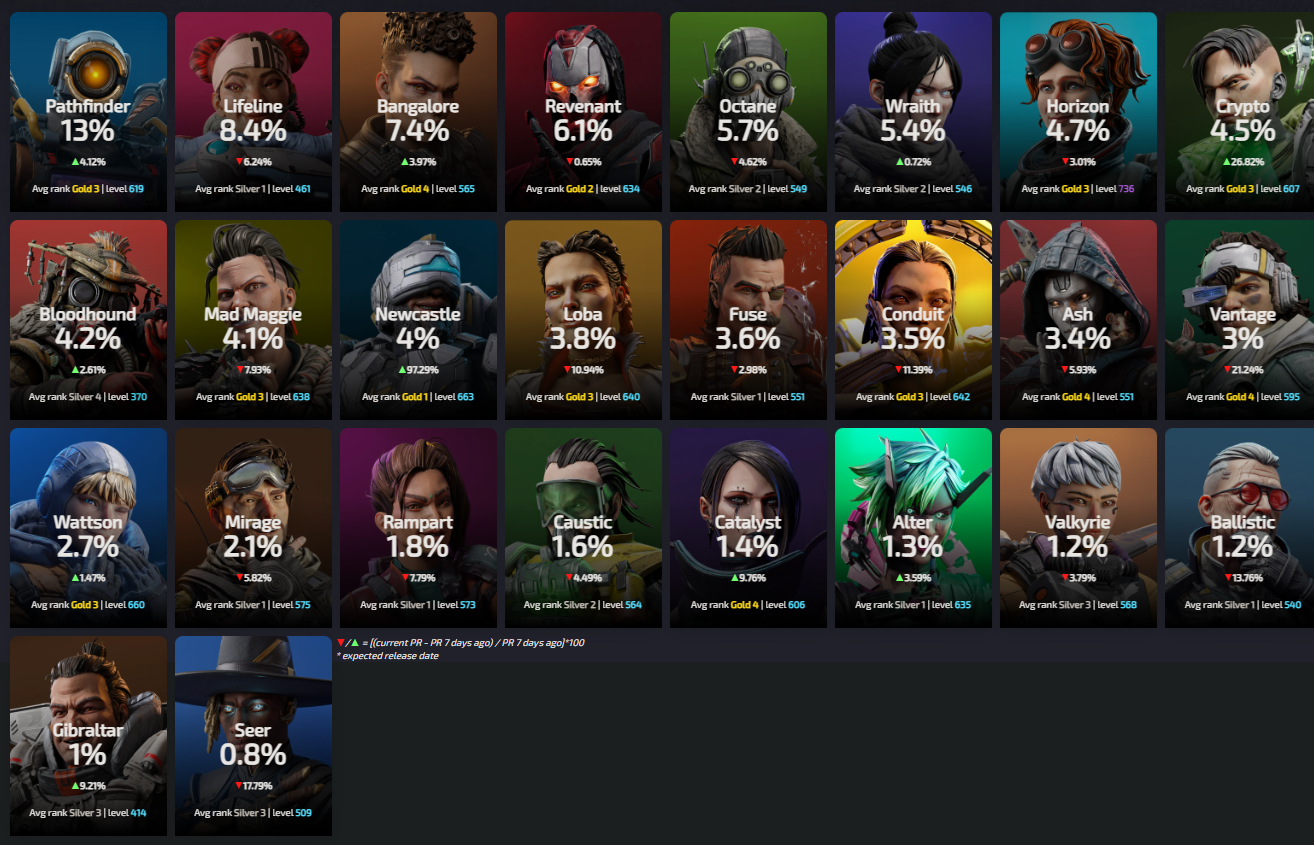 Pathfinder
13%
▲4.12%
Avg rank Gold 3 | level 619
Lifeline
8.4%
▼6.24%
Avg rank Silver 1 | level 461
Bangalore
7.4%
▲3.97%
Avg rank Gold 4 | level 565
Revenant
6.1%
▼0.65%
Avg rank Gold 2 | level 634
Octane
5.7%
▼4.62%
Avg rank Silver 2 | level 549
Wraith
5.4%
▲0.72%
Avg rank Silver 2 | level 546
Horizon
4.7%
▼3.01%
Avg rank Gold 3 | level 736
Crypto
4.5%
▲26.82%
Avg rank Gold 3 | level 607
Bloodhound
4.2%
▲2.61%
Avg rank Silver 4 | level 370
Mad Maggie
4.1%
▼7.93%
Avg rank Gold 3 | level 638
Newcastle
4%
▲97.29%
Avg rank Gold 1 | level 663
Loba
3.8%
▼10.94%
Avg rank Gold 3 | level 640
Fuse
3.6%
▼2.98%
Avg rank Silver 1 | level 551
Conduit
3.5%
▼11.39%
Avg rank Gold 3 | level 642
Ash
3.4%
▼5.93%
Avg rank Gold 4 | level 551
Vantage
3%
▼21.24%
Avg rank Gold 4 | level 595
Wattson
2.7%
▲1.47%
Avg rank Gold 3 | level 660
Mirage
2.1%
▼5.82%
Avg rank Silver 1 | level 575
Rampart
1.8%
▼7.79%
Avg rank Silver 1 | level 573
Caustic
1.6%
▼4.49%
Avg rank Silver 2 | level 564
Catalyst
1.4%
▲9.76%
Avg rank Gold 4 | level 606
Alter
1.3%
▲3.59%
Avg rank Silver 1 | level 635
Valkyrie
1.2%
▼3.79%
Avg rank Silver 3 | level 568
Ballistic
1.2%
▼13.76%
Avg rank Silver 1 | level 540
Gibraltar
1%
▲9.21%
Avg rank Silver 3 | level 414
Seer
0.8%
▼17.79%
Avg rank Silver 3 | level 509
▼/▲ = [(current PR - PR 7 days ago) / PR 7 days ago]*100
* expected release date